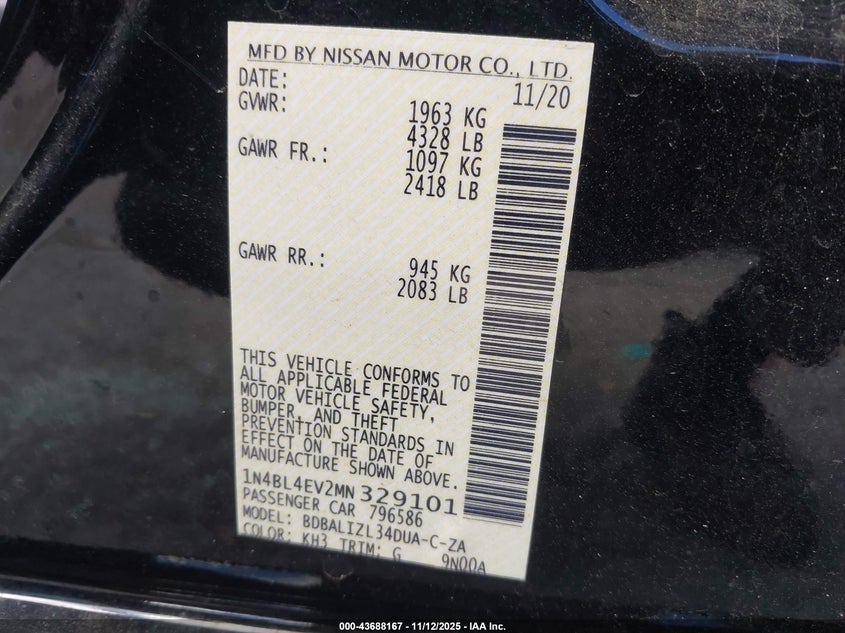 MFD BY NISSAN MOTOR CO., LTD.
DATE: 11/20
GVWR: 1963 KG
4328 LB
GAWR FR.: 1097 KG
2418 LB
GAWR RR.: 945 KG
2083 LB
THIS VEHICLE CONFORMS TO
ALL APPLICABLE FEDERAL
MOTOR VEHICLE SAFETY,
BUMPER, AND THEFT
PREVENTION STANDARDS IN
EFFECT ON THE DATE OF
MANUFACTURE SHOWN ABOVE.
1N4BL4EV2MN 329101
PASSENGER CAR 796586
MODEL: BDBALIZL34DUA-C-ZA
COLOR: KH3 TRIM: G 9N00A
000-43688167 - 11/12/2025 - IAA Inc.